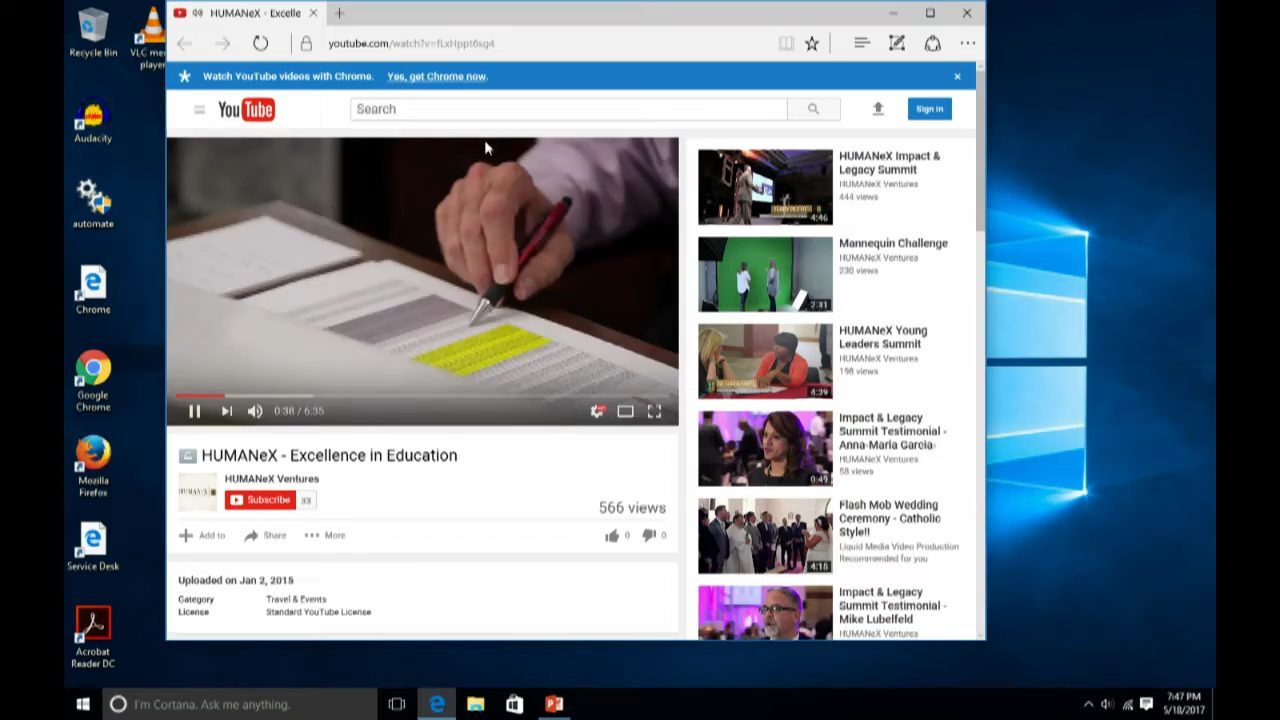 Recycle Bin
VLC media player
Audacity
automate
Chrome
Google Chrome
Mozilla Firefox
Service Desk
Acrobat Reader DC
HUMANeX - Excelle
youtube.com/watch?v=
Watch YouTube videos with Chrome. Yes, get Chrome now.
YouTube
Search
Sign in
0:38 / 6:35
HUMANeX - Excellence in Education
HUMANeX
HUMANeX Ventures
Subscribe 33
566 views
Add to Share More
0 0
Uploaded on Jan 2, 2015
Category Travel & Events
License Standard YouTube License
4:46
HUMANeX Impact &
Legacy Summit
HUMANeX Ventures
444 views
2:31
Mannequin Challenge
HUMANeX Ventures
230 views
4:39
HUMANeX Young
Leaders Summit
HUMANeX Ventures
198 views
0:49
Impact & Legacy
Summit Testimonial -
Anna-Maria Garcia
HUMANeX Ventures
58 views
4:15
Flash Mob Wedding
Ceremony - Catholic
Style!!
Liquid Media Video Production
Recommended for you
Impact & Legacy
Summit Testimonial -
Mike Lubelfeld
HUMANeX Ventures
I'm Cortana. Ask me anything.
7:47 PM
5/18/2017